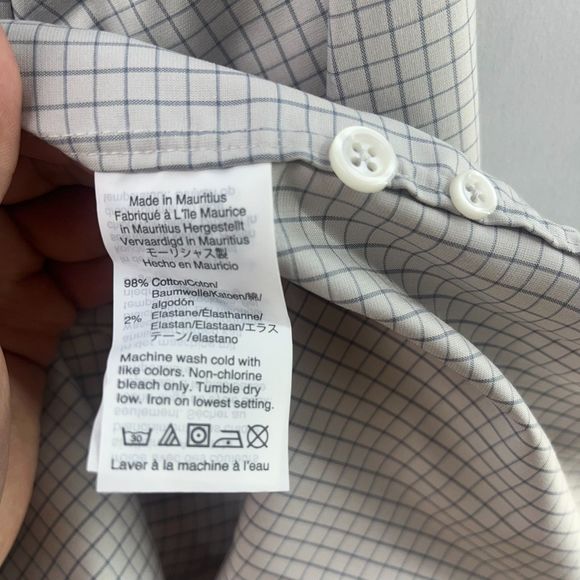 Made in Mauritius
Fabriqué à L'île Maurice
in Mauritius Hergestellt
Vervaardigd in Mauritius
モーリシャス製
Hecho en Mauricio
98% Cotton/Coton/
Baumwolle/Katoen/綿/
algodón
2% Elastane/Élasthanne/
Elastan/Elastaan/エラス
テーン/elastano
Machine wash cold with
like colors. Non-chlorine
bleach only. Tumble dry
low. Iron on lowest setting.
30
Laver à la machine à l'eau